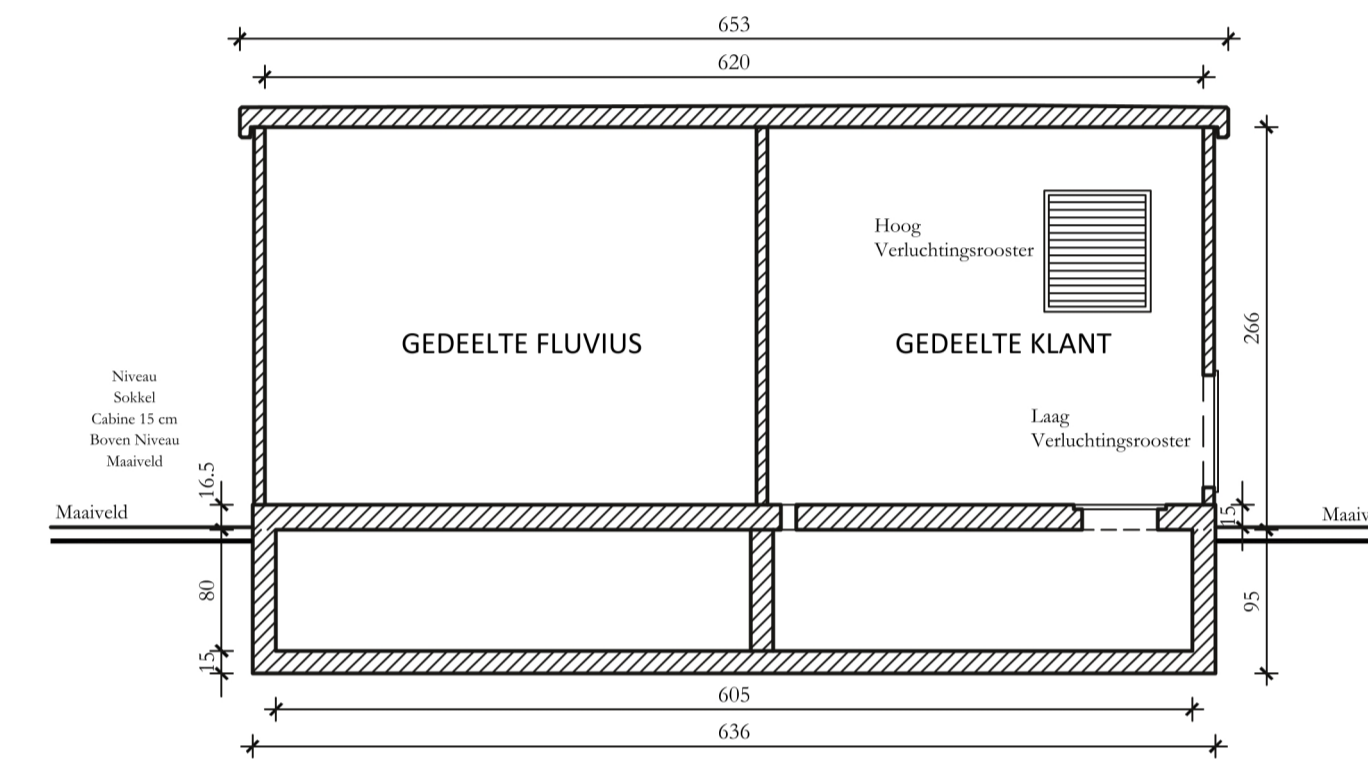 653
620
Hoog
Verluchtingsrooster
266
GEDEELTE FLUVIUS
GEDEELTE KLANT
Niveau
Sokkel
Cabine 15 cm
Boven Niveau
Maaiveld
Laag
Verluchtingsrooster
16.5
Maaiveld
15
Maaiv
80
95
15
605
636